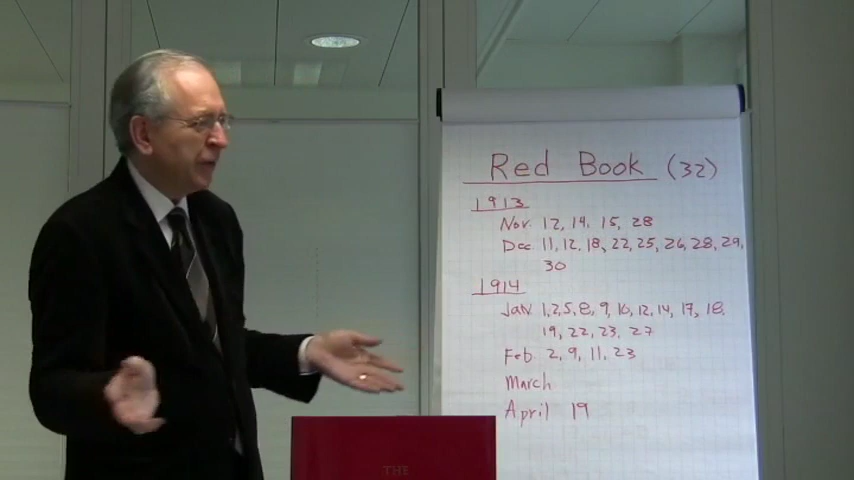 Red Book (32)
1913
Nov. 12, 14, 15, 28
Dec 11, 12, 18, 22, 25, 26, 28, 29,
30
1914
Jan 1, 2, 5, 8, 9, 10, 12, 14, 17, 18,
19, 22, 23, 27
Feb 2, 9, 11, 23
March
April 19
THE